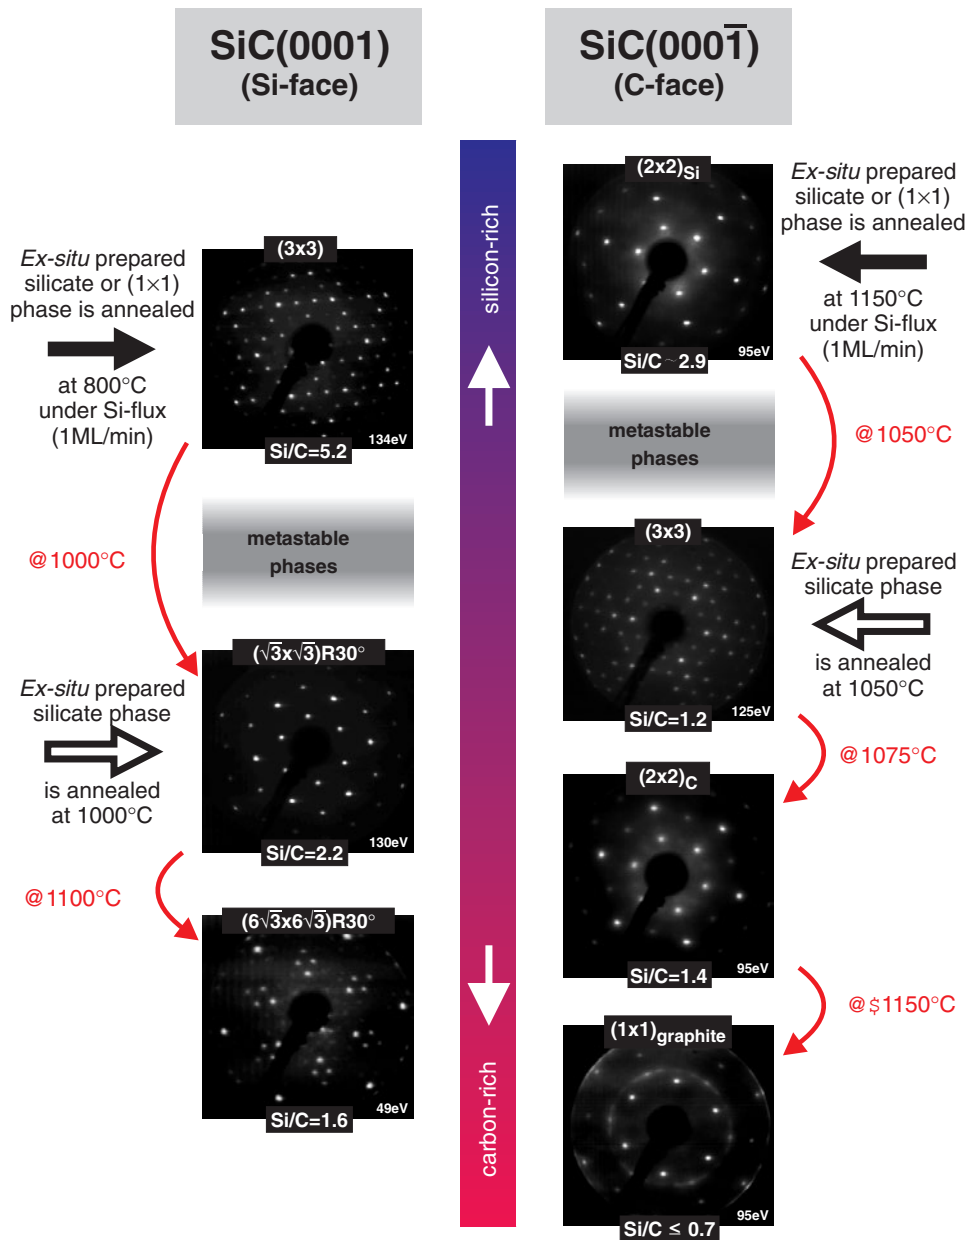 SiC(0001)
(Si-face)
SiC(0001̅)
(C-face)
Ex-situ prepared
silicate or (1×1)
phase is annealed
at 800°C
under Si-flux
(1ML/min)
(3x3)
134eV
Si/C=5.2
@1000°C
metastable
phases
Ex-situ prepared
silicate phase
is annealed
at 1000°C
(√3x√3)R30°
130eV
Si/C=2.2
@1100°C
(6√3x6√3)R30°
49eV
Si/C=1.6
silicon-rich
carbon-rich
(2x2)Si
95eV
Si/C~2.9
Ex-situ prepared
silicate or (1×1)
phase is annealed
at 1150°C
under Si-flux
(1ML/min)
metastable
phases
@1050°C
(3x3)
125eV
Si/C=1.2
Ex-situ prepared
silicate phase
is annealed
at 1050°C
@1075°C
(2x2)C
95eV
Si/C=1.4
@$1150°C
(1x1)graphite
95eV
Si/C ≤ 0.7